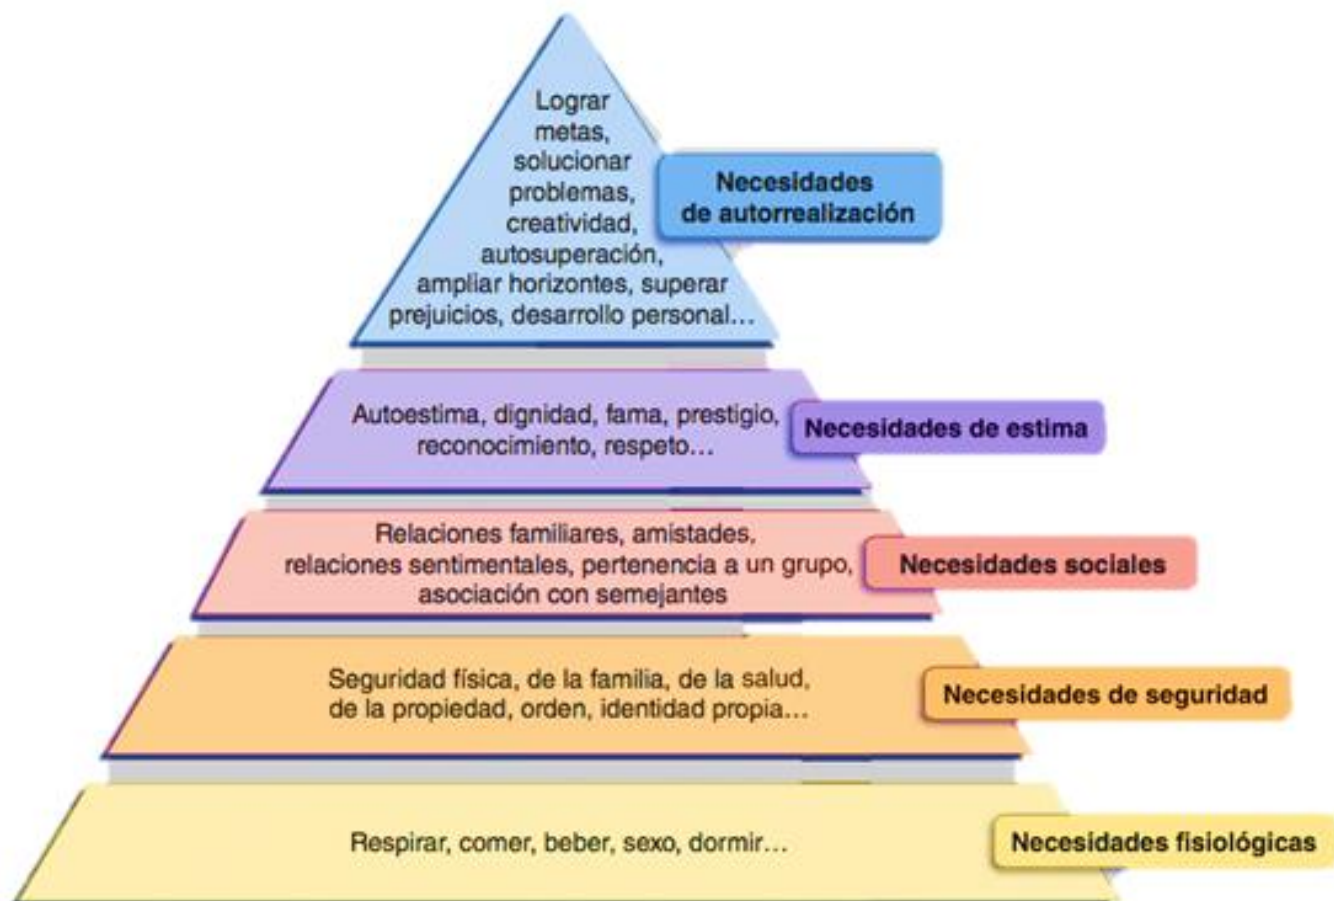 Lograr
metas,
solucionar
problemas,
creatividad,
autosuperación,
ampliar horizontes, superar
prejuicios, desarrollo personal...
Necesidades
de autorrealización
Autoestima, dignidad, fama, prestigio,
reconocimiento, respeto...
Necesidades de estima
Relaciones familiares, amistades,
relaciones sentimentales, pertenencia a un grupo,
asociación con semejantes
Necesidades sociales
Seguridad física, de la familia, de la salud,
de la propiedad, orden, identidad propia...
Necesidades de seguridad
Respirar, comer, beber, sexo, dormir...
Necesidades fisiológicas